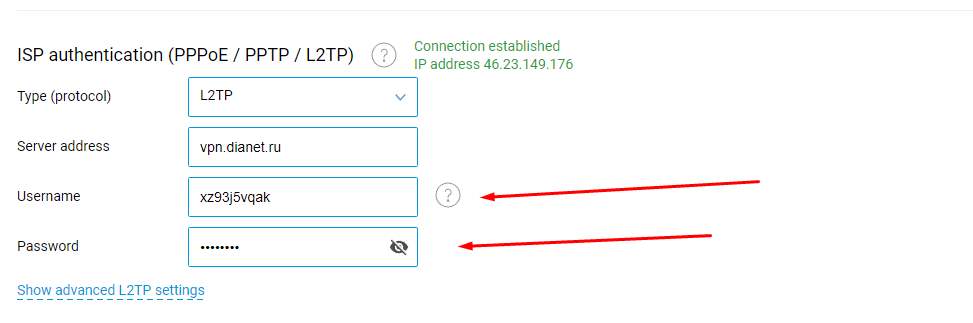 ISP authentication (PPPoE / PPTP / L2TP) ? Connection established
IP address 46.23.149.176
Type (protocol) L2TP
Server address vpn.dianet.ru
Username xz93j5vqak ?
Password ••••••••
Show advanced L2TP settings